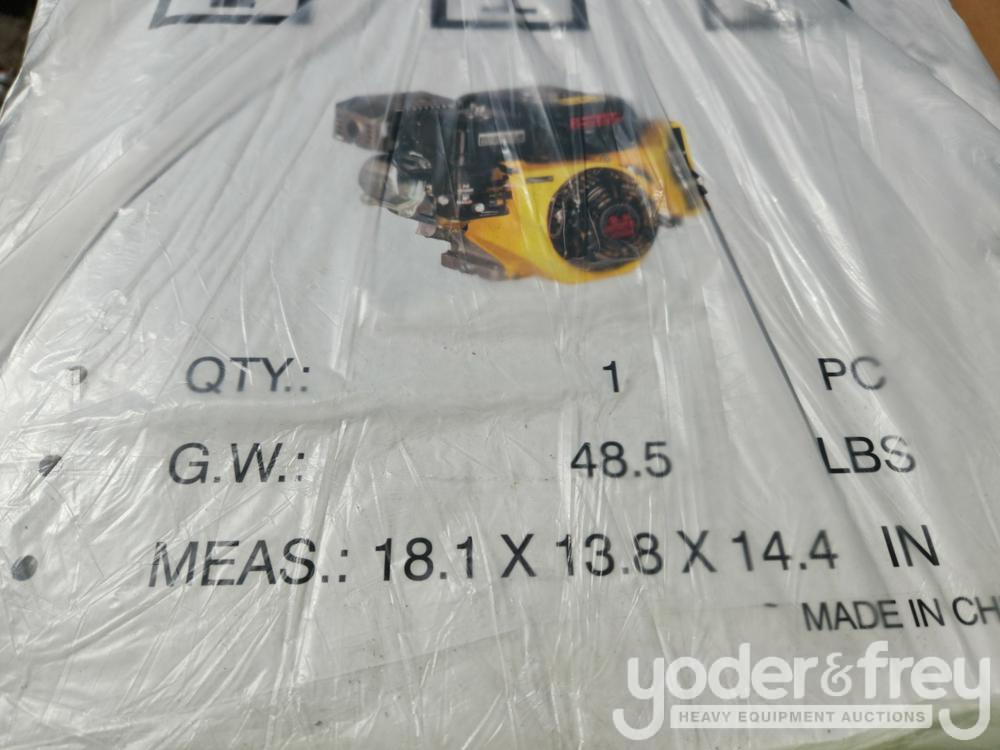 QTY.: 1 PC
G.W.: 48.5 LBS
MEAS.: 18.1 X 13.8 X 14.4 IN
MADE IN CH
yoder&frey
HEAVY EQUIPMENT AUCTIONS